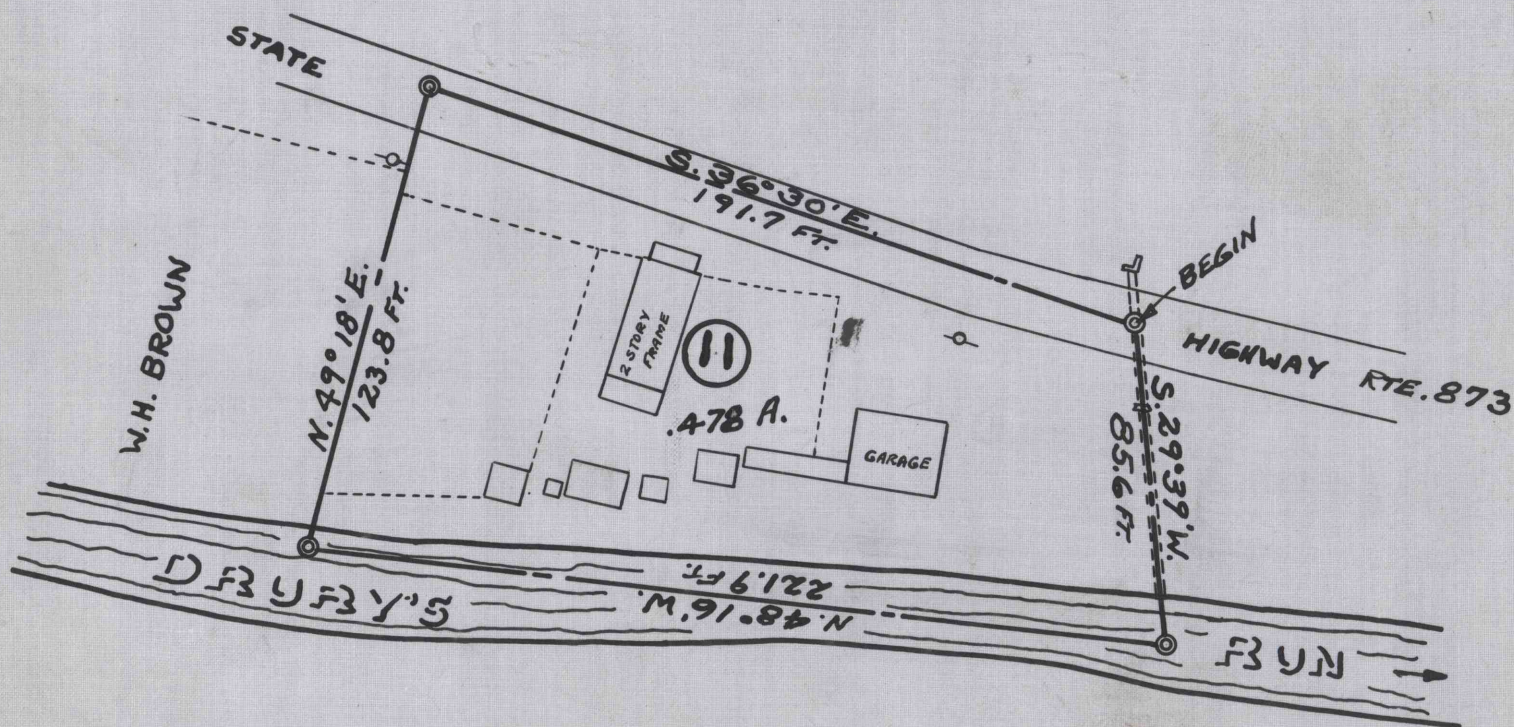 STATE
S. 36°30' E.
191.7 FT.
BEGIN
HIGHWAY RTE. 873
W.H. BROWN
N. 49° 18' E.
123.8 FT.
2 STORY
FRAME
11
.478 A.
GARAGE
S. 29° 39' W.
85.6 FT.
N. 48° 16' W.
221.9 FT.
RUN